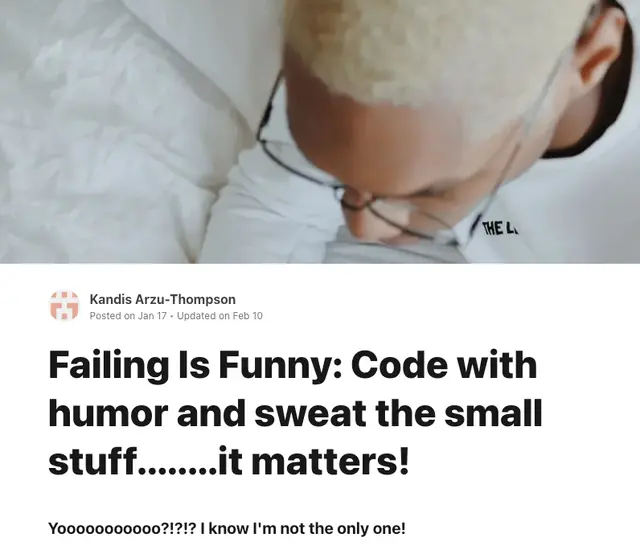 THE L
Kandis Arzu-Thompson
Posted on Jan 17 • Updated on Feb 10
Failing Is Funny: Code with
humor and sweat the small
stuff........it matters!
Yooooooooooo?!?!? I know I'm not the only one!